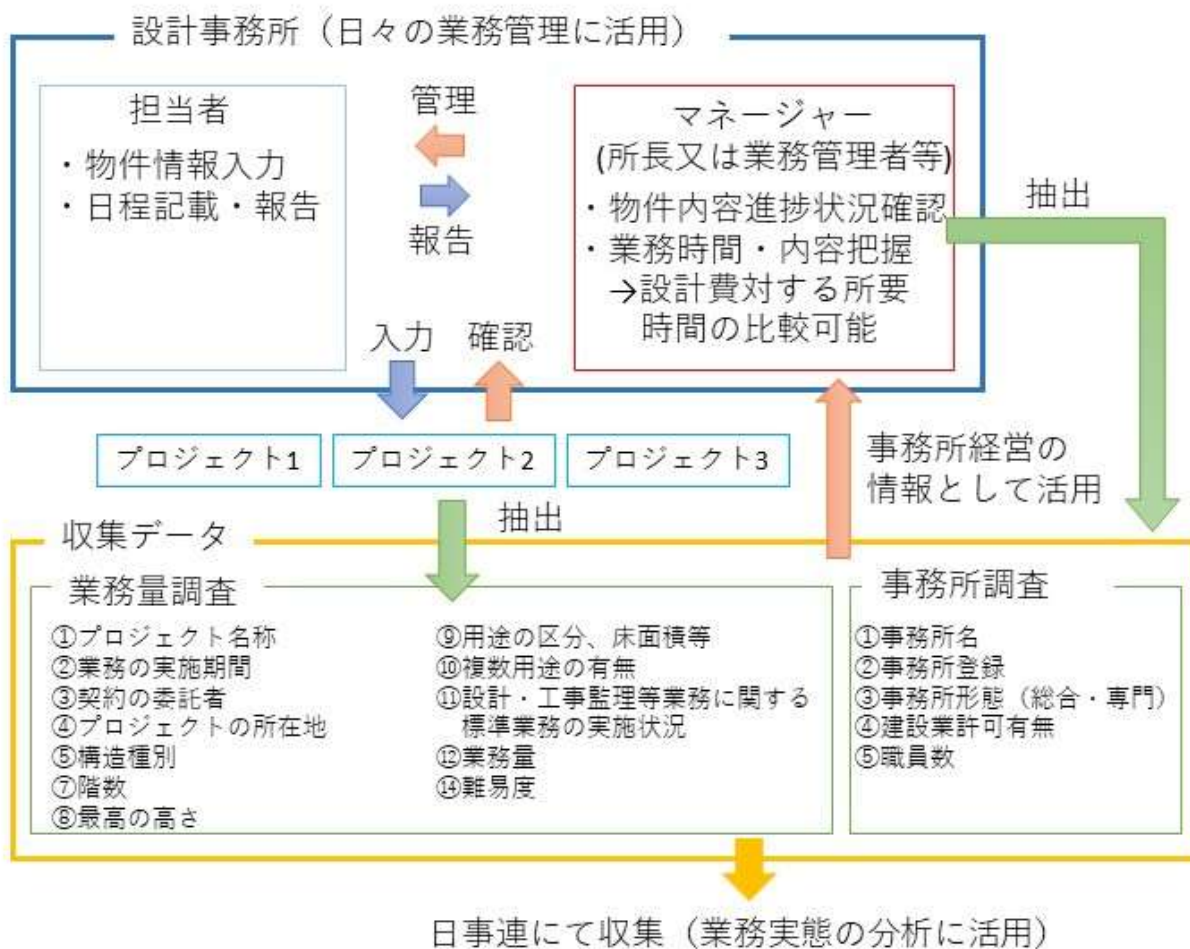 設計事務所（日々の業務管理に活用）
担当者
・物件情報入力
・日程記載・報告
管理
報告
マネージャー
(所長又は業務管理者等)
・物件内容進捗状況確認
・業務時間・内容把握
→設計費対する所要
時間の比較可能
抽出
入力
確認
プロジェクト1
プロジェクト2
プロジェクト3
事務所経営の
情報として活用
抽出
収集データ
業務量調査
①プロジェクト名称
②業務の実施期間
③契約の委託者
④プロジェクトの所在地
⑤構造種別
⑦階数
⑧最高の高さ
⑨用途の区分、床面積等
⑩複数用途の有無
⑪設計・工事監理等業務に関する
標準業務の実施状況
⑫業務量
⑭難易度
事務所調査
①事務所名
②事務所登録
③事務所形態（総合・専門）
④建設業許可有無
⑤職員数
日事連にて収集（業務実態の分析に活用）